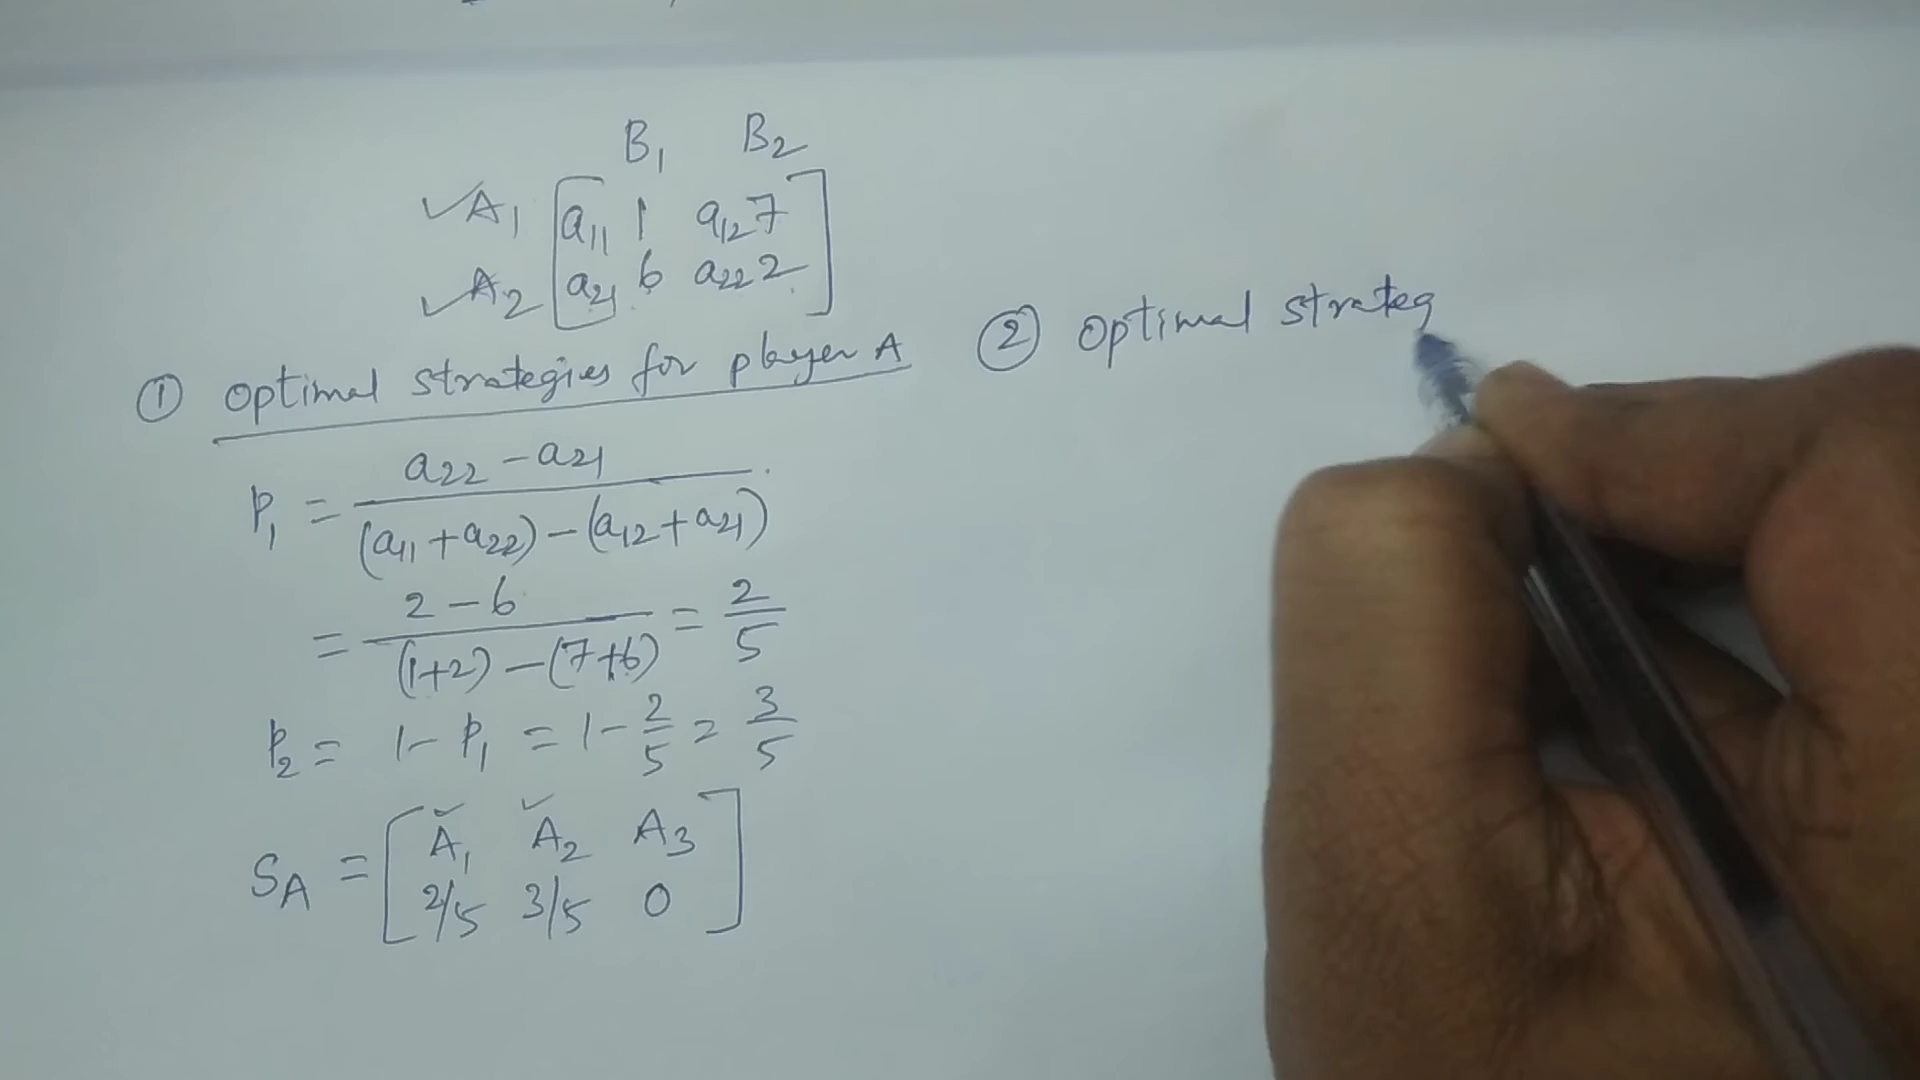 B₁ B₂
✓A₁ [a₁₁ 1 a₁₂ 7]
✓A₂ [a₂₁ 6 a₂₂ 2]
① optimal strategies for player A
P₁ = a₂₂ - a₂₁ / (a₁₁ + a₂₂) - (a₁₂ + a₂₁)
= 2 - 6 / (1+2) - (7+6) = 2/5
P₂ = 1 - P₁ = 1 - 2/5 = 3/5
S_A = [A₁ A₂ A₃
2/5 3/5 0]
② optimal strateg